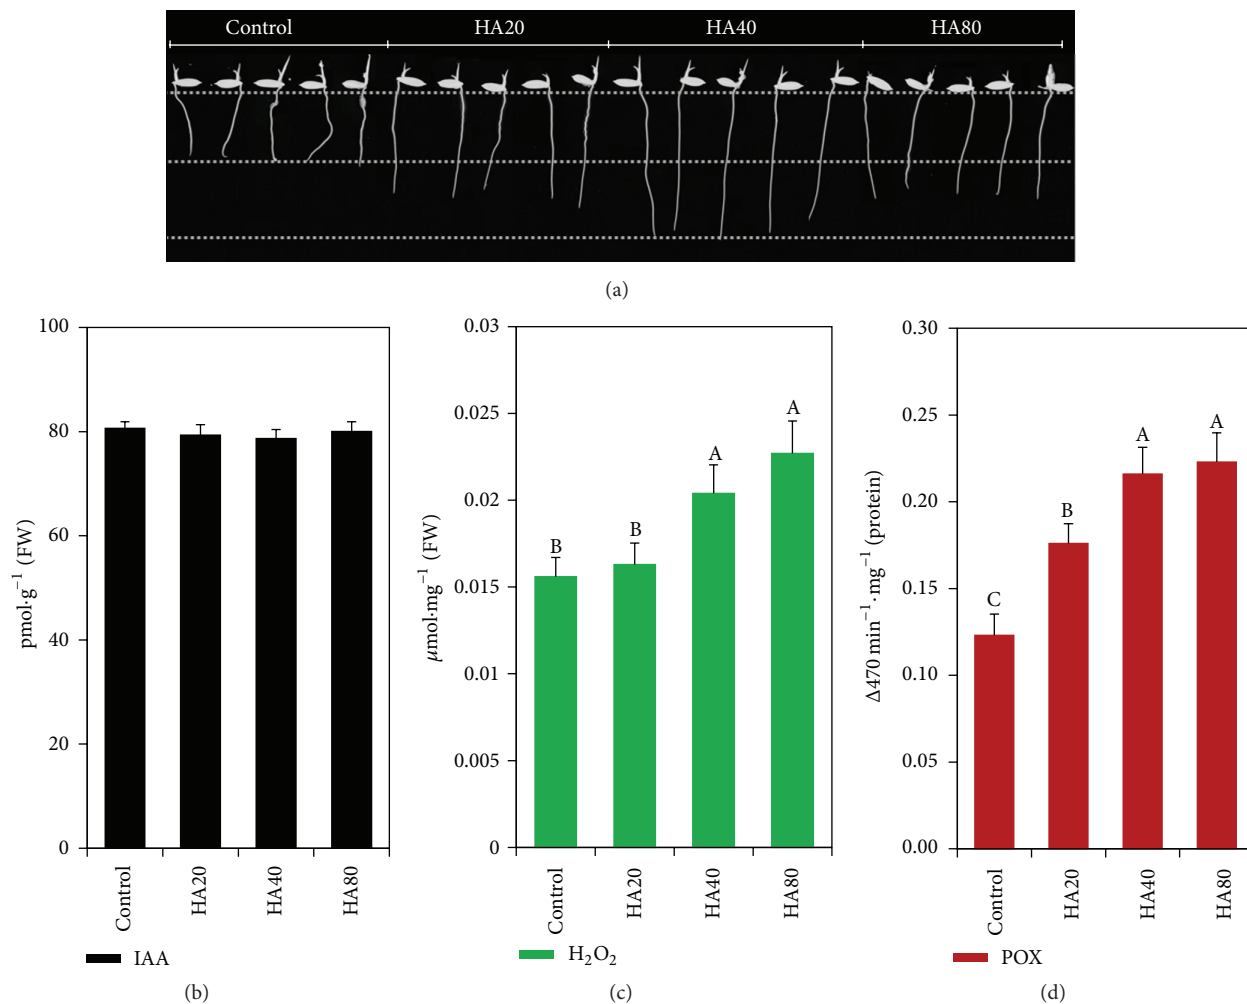 Control HA20 HA40 HA80
(a)
100
80
60
80
40
20
0
pmol·g⁻¹ (FW)
Control HA20 HA40 HA80
IAA
(b)
0.03
0.025
0.02
0.015
0.01
0.005
0
μmol·mg⁻¹ (FW)
B B A A
Control HA20 HA40 HA80
H₂O₂
(c)
0.30
0.25
0.20
0.15
0.10
0.05
0.00
Δ470 min⁻¹·mg⁻¹ (protein)
C B A A
Control HA20 HA40 HA80
POX
(d)